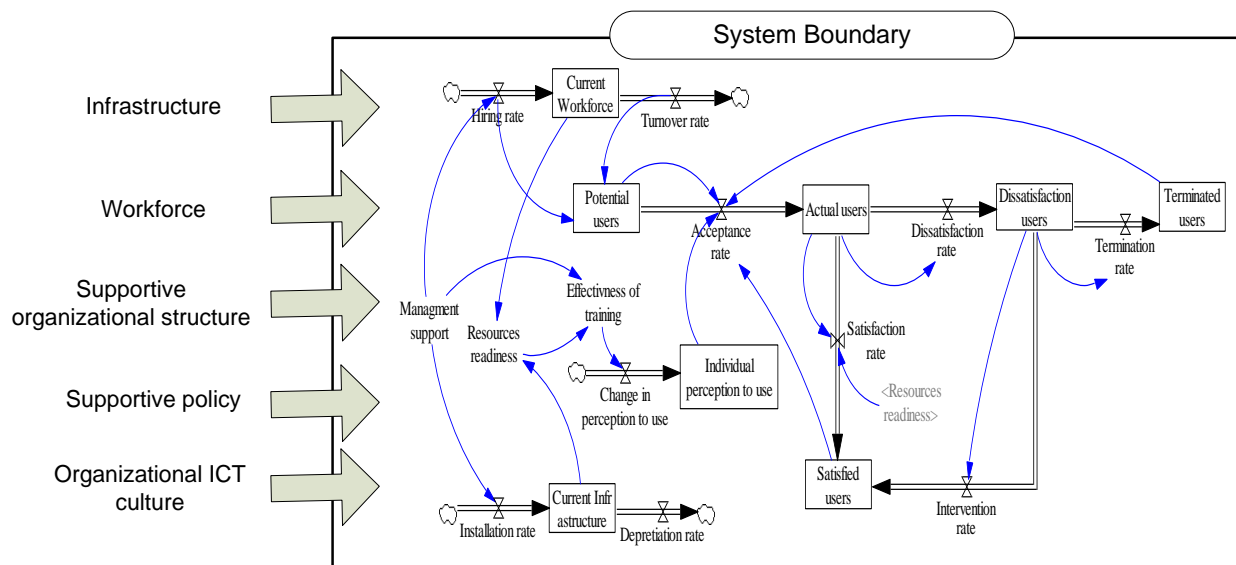 System Boundary
Infrastructure
Workforce
Supportive
organizational structure
Supportive policy
Organizational ICT
culture
Current
Workforce
Hiring rate
Turnover rate
Potential
users
Acceptance
rate
Actual users
Dissatisfaction
rate
Dissatisfaction
users
Termination
rate
Terminated
users
Managment
support
Resources
readiness
Effectivness of
training
Change in
perception to use
Individual
perception to use
Satisfaction
rate
<Resources
readiness>
Satisfied
users
Intervention
rate
Installation rate
Current Infr
astructure
Depretiation rate